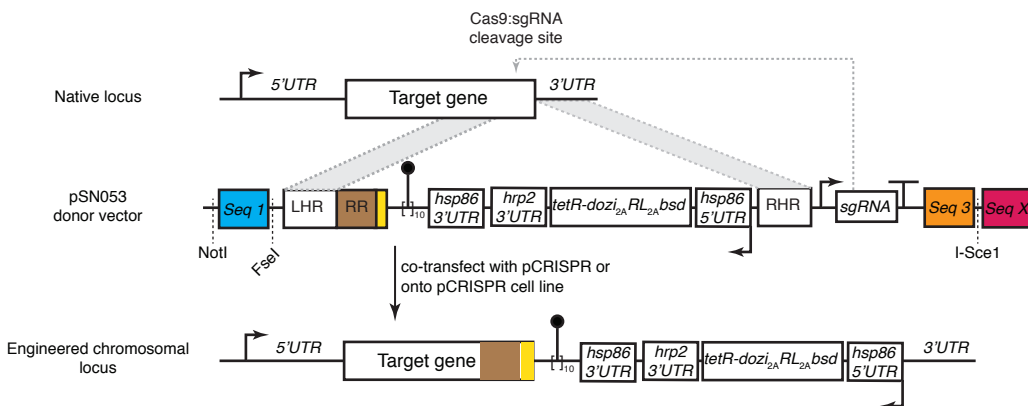 Cas9:sgRNA
cleavage site
5'UTR
3'UTR
Native locus
Target gene
pSN053
donor vector
Seq 1
LHR
RR
[ ]10
hsp86
3'UTR
hrp2
3'UTR
tetR-dozi2ARL2Absd
hsp86
5'UTR
RHR
sgRNA
Seq 3
Seq X
NotI
FseI
I-Sce1
co-transfect with pCRISPR or
onto pCRISPR cell line
Engineered chromosomal
locus
5'UTR
Target gene
[ ]10
hsp86
3'UTR
hrp2
3'UTR
tetR-dozi2ARL2Absd
hsp86
5'UTR
3'UTR